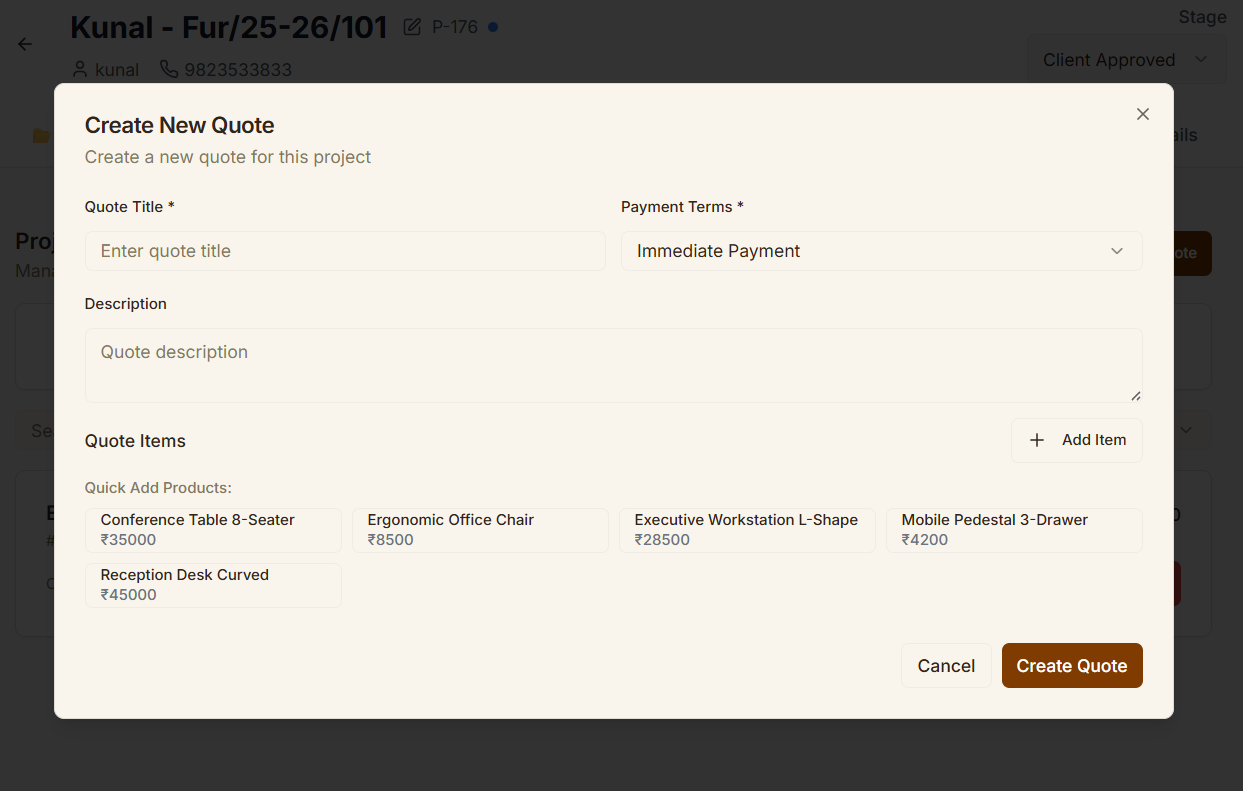 Kunal - Fur/25-26/101 P-176
Stage
kunal 9823533833
Client Approved
Create New Quote
Create a new quote for this project
Quote Title *
Payment Terms *
Enter quote title
Immediate Payment
Description
Quote description
Quote Items
Add Item
Quick Add Products:
Conference Table 8-Seater
₹35000
Ergonomic Office Chair
₹8500
Executive Workstation L-Shape
₹28500
Mobile Pedestal 3-Drawer
₹4200
Reception Desk Curved
₹45000
Cancel
Create Quote